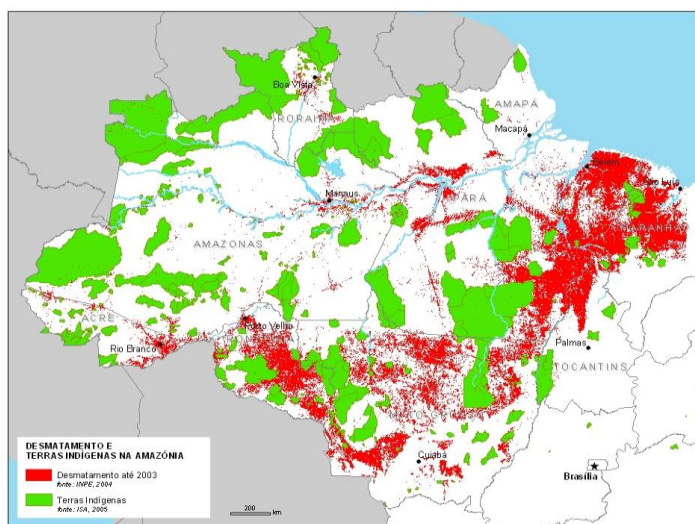 Boa Vista
RORAIMA
AMAPÁ
Macapá
Belém
São Luís
Manaus
PARÁ
MARANHÃO
AMAZONAS
ACRE
Porto Velho
Rio Branco
Palmas
TOCANTINS
Cuiabá
Brasília
DESMATAMENTO E
TERRAS INDÍGENAS NA AMAZÔNIA
Desmatamento até 2003
fonte: INPE, 2004
Terras Indígenas
fonte: ISA, 2005
200
km